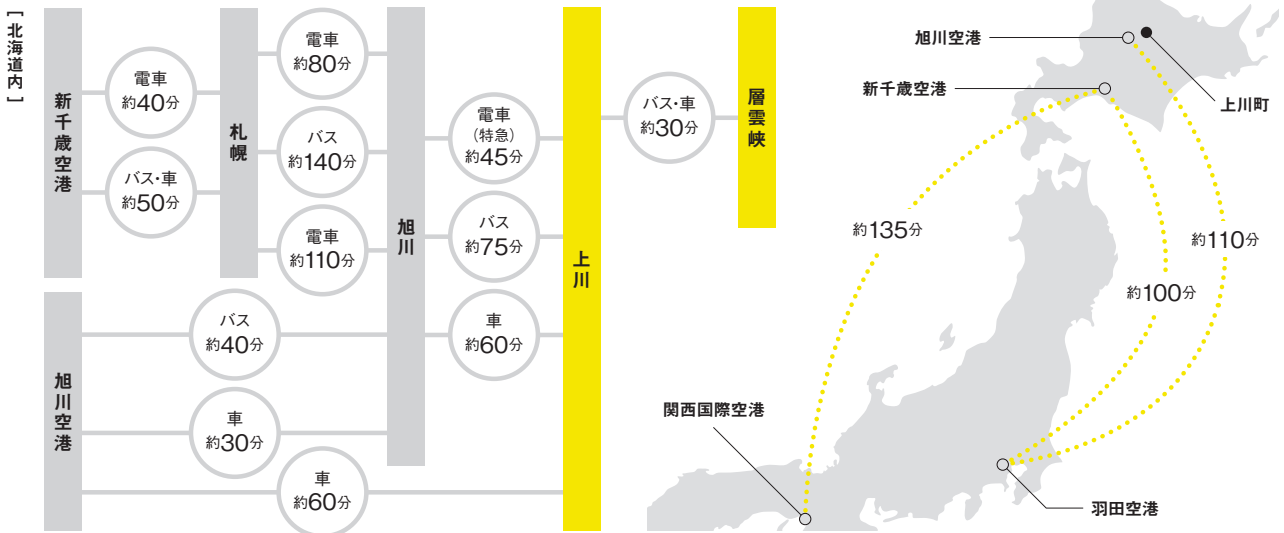 [北海道内]
新千歳空港
電車
約40分
バス・車
約50分
札幌
電車
約80分
バス
約140分
電車
約110分
旭川空港
バス
約40分
車
約30分
車
約60分
旭川
電車
(特急)
約45分
バス
約75分
車
約60分
上川
バス・車
約30分
層雲峡
旭川空港
新千歳空港
上川町
約135分
約110分
約100分
関西国際空港
羽田空港